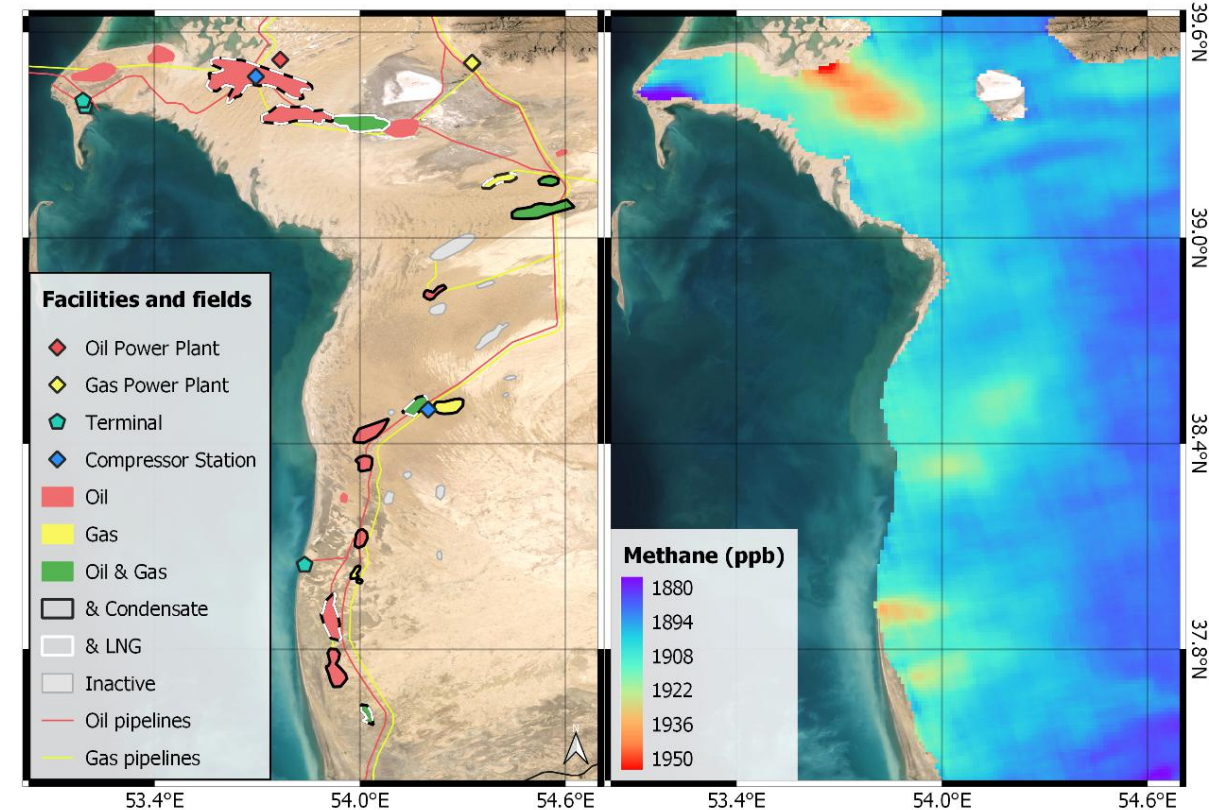 Facilities and fields
Oil Power Plant
Gas Power Plant
Terminal
Compressor Station
Oil
Gas
Oil & Gas
& Condensate
& LNG
Inactive
Oil pipelines
Gas pipelines
N
53.4°E
54.0°E
54.6°E
Methane (ppb)
1880
1894
1908
1922
1936
1950
53.4°E
54.0°E
54.6°E
39.6°N
39.0°N
38.4°N
37.8°N